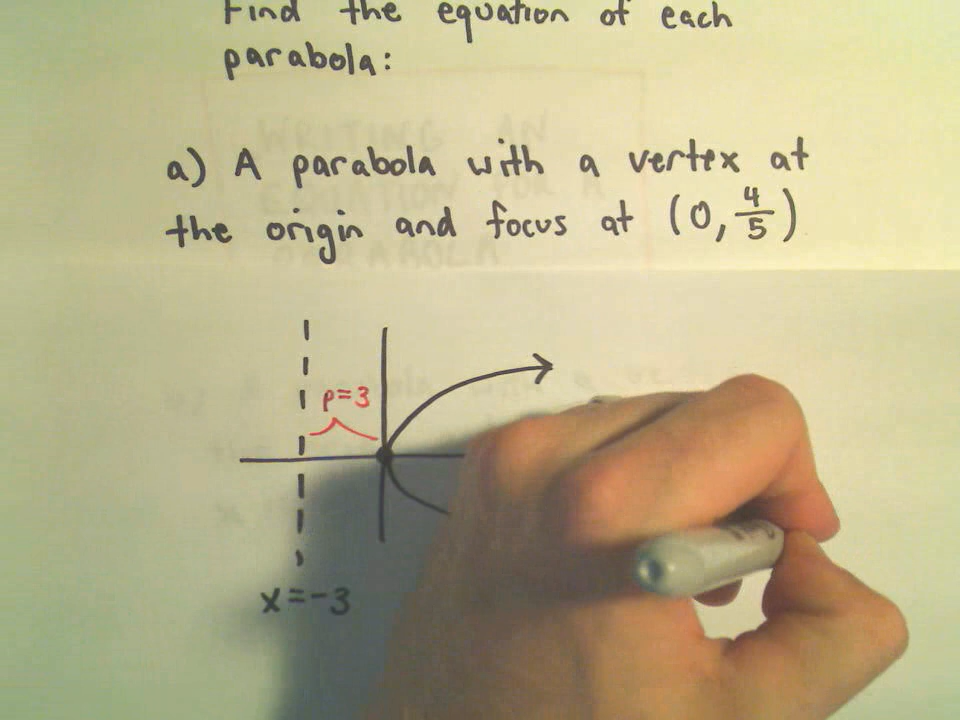 Find the equation of each
parabola:
a) A parabola with a vertex at
the origin and focus at (0, 4/5)
p=3
x=-3